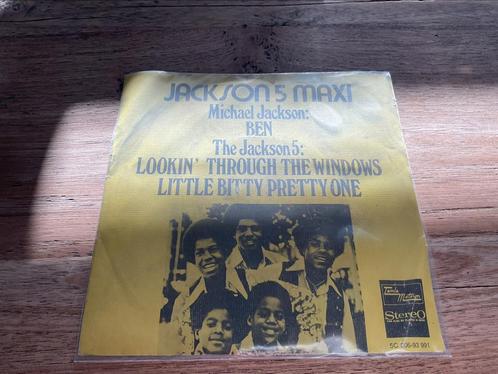 JACKSON 5 MAXI
Michael Jackson:
BEN
The Jackson 5:
LOOKIN' THROUGH THE WINDOWS
LITTLE BITTY PRETTY ONE
Tamla
Motown
STEREO
5C 006-93 991